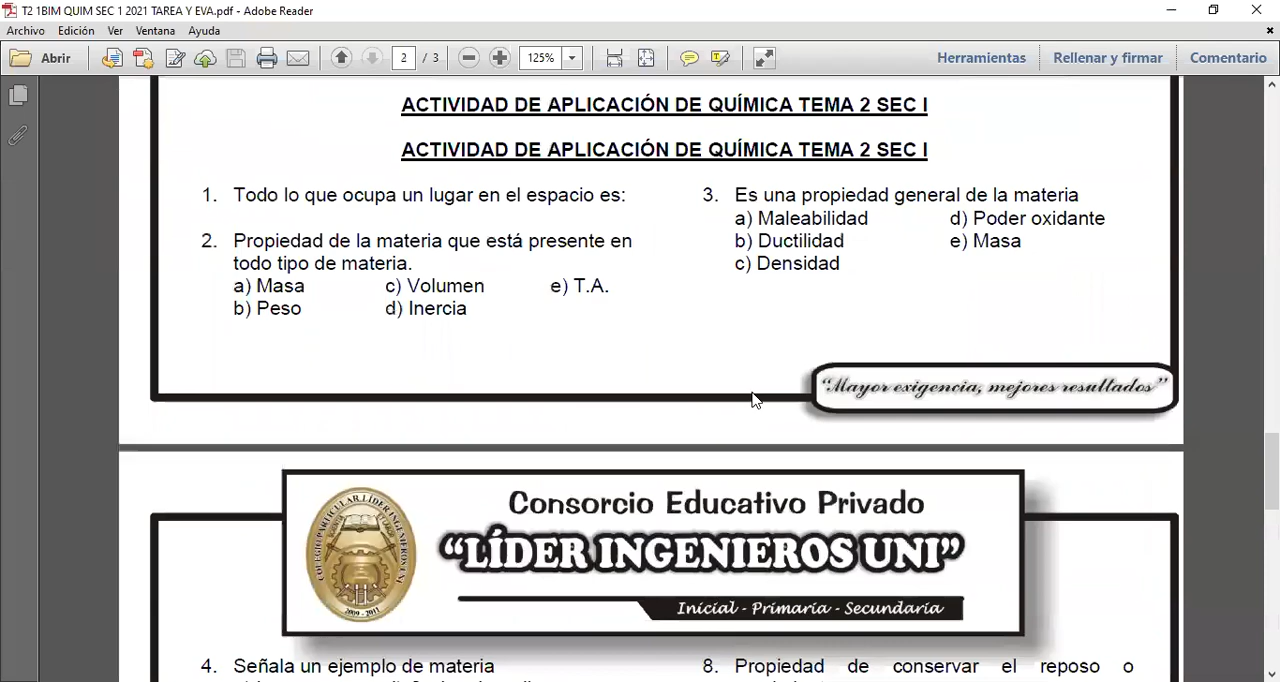 T2 1BIM QUIM SEC 1 2021 TAREA Y EVA.pdf - Adobe Reader
Archivo Edición Ver Ventana Ayuda
Abrir 2 / 3 125% Herramientas Rellenar y firmar Comentario
ACTIVIDAD DE APLICACIÓN DE QUÍMICA TEMA 2 SEC I
ACTIVIDAD DE APLICACIÓN DE QUÍMICA TEMA 2 SEC I
1. Todo lo que ocupa un lugar en el espacio es:
2. Propiedad de la materia que está presente en
todo tipo de materia.
a) Masa c) Volumen e) T.A.
b) Peso d) Inercia
3. Es una propiedad general de la materia
a) Maleabilidad d) Poder oxidante
b) Ductilidad e) Masa
c) Densidad
"Mayor exigencia, mejores resultados"
Consorcio Educativo Privado
"LÍDER INGENIEROS UNI"
Inicial - Primaria - Secundaria
COLEGIO PARTICULAR LÍDER INGENIEROS UNI
4. Señala un ejemplo de materia
8. Propiedad de conservar el reposo o